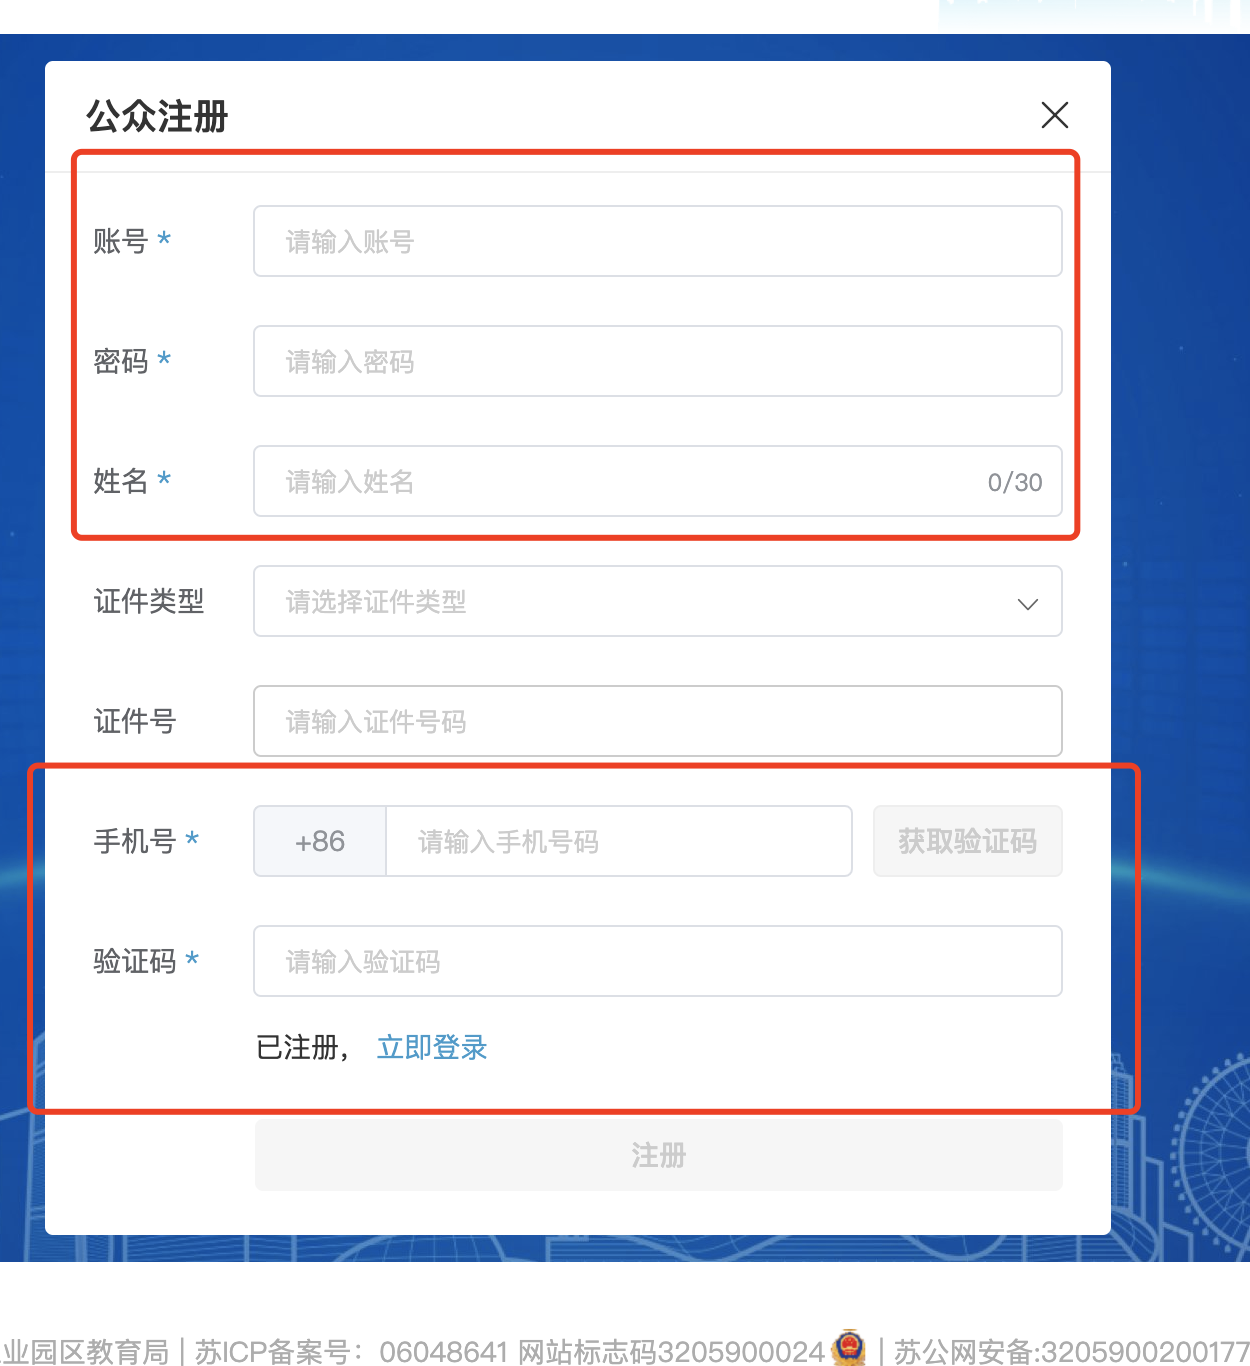 公众注册
账号 *
请输入账号
密码 *
请输入密码
姓名 *
请输入姓名 0/30
证件类型
请选择证件类型
证件号
请输入证件号码
手机号 *
+86 请输入手机号码 获取验证码
验证码 *
请输入验证码
已注册， 立即登录
注册
业园区教育局 | 苏ICP备案号：06048641 网站标志码3205900024 | 苏公网安备:3205900200177